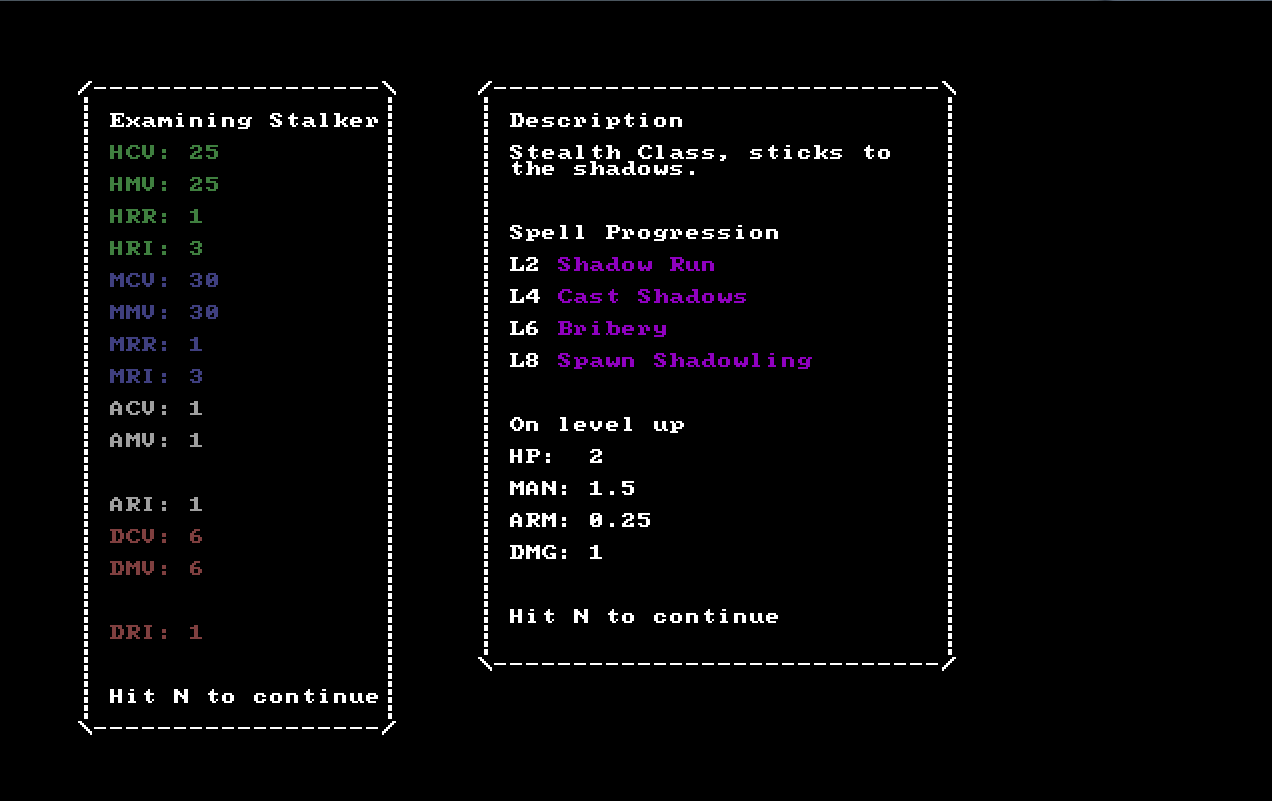 Examining Stalker
HCV: 25
HMV: 25
HRR: 1
HRI: 3
MCV: 30
MMV: 30
MRR: 1
MRI: 3
ACV: 1
AMV: 1
ARI: 1
DCV: 6
DMV: 6
DRI: 1
Hit N to continue
Description
Stealth Class, sticks to
the shadows.
Spell Progression
L2 Shadow Run
L4 Cast Shadows
L6 Bribery
L8 Spawn Shadowling
On level up
HP: 2
MAN: 1.5
ARM: 0.25
DMG: 1
Hit N to continue